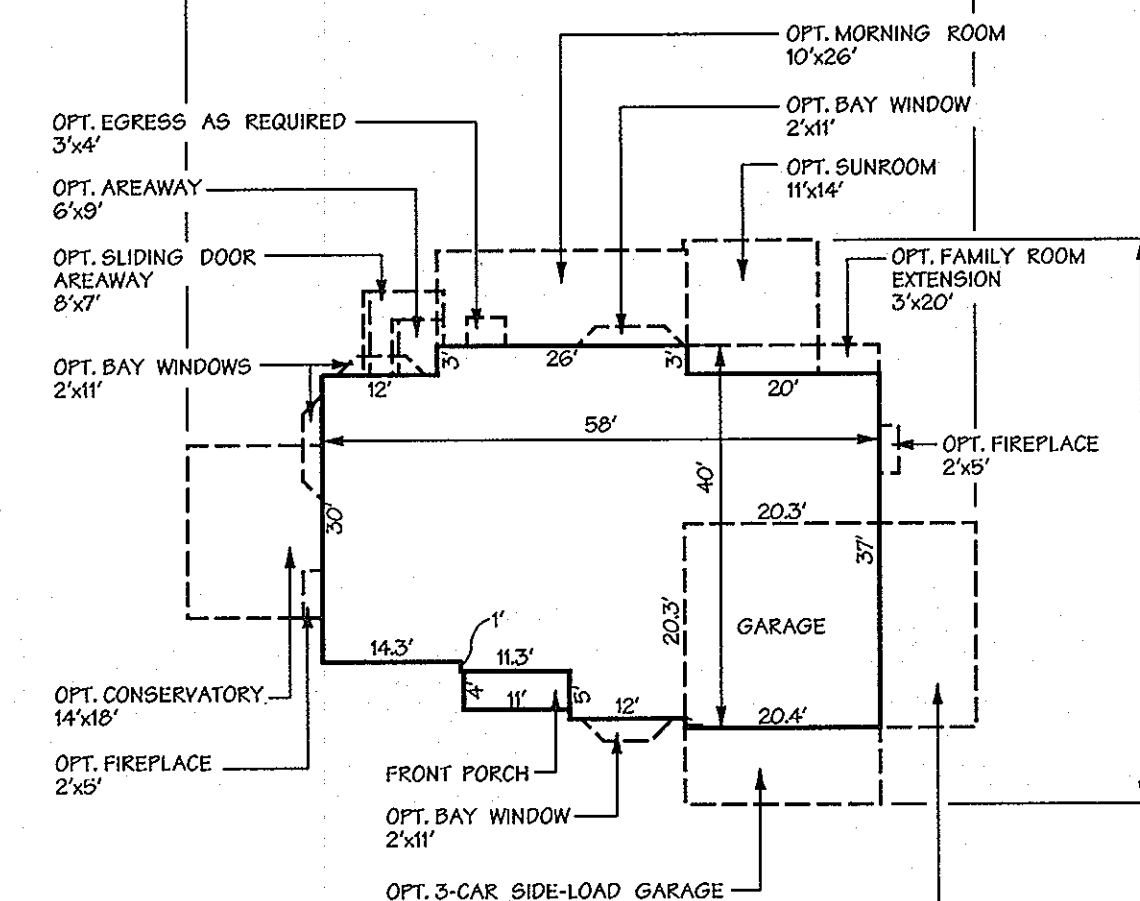 OPT. MORNING ROOM
10'x26'
OPT. BAY WINDOW
2'x11'
OPT. SUNROOM
11'x14'
OPT. EGRESS AS REQUIRED
3'x4'
OPT. AREAWAY
6'x9'
OPT. SLIDING DOOR
AREAWAY
8'x7'
OPT. FAMILY ROOM
EXTENSION
3'x20'
OPT. BAY WINDOWS
2'x11'
3'
26'
3'
12'
20'
58'
OPT. FIREPLACE
2'x5'
40'
30'
20.3'
37'
20.3'
GARAGE
1'
14.3'
11.3'
4'
11'
5'
12'
20.4'
OPT. CONSERVATORY
14'x18'
OPT. FIREPLACE
2'x5'
FRONT PORCH
OPT. BAY WINDOW
2'x11'
OPT. 3-CAR SIDE-LOAD GARAGE